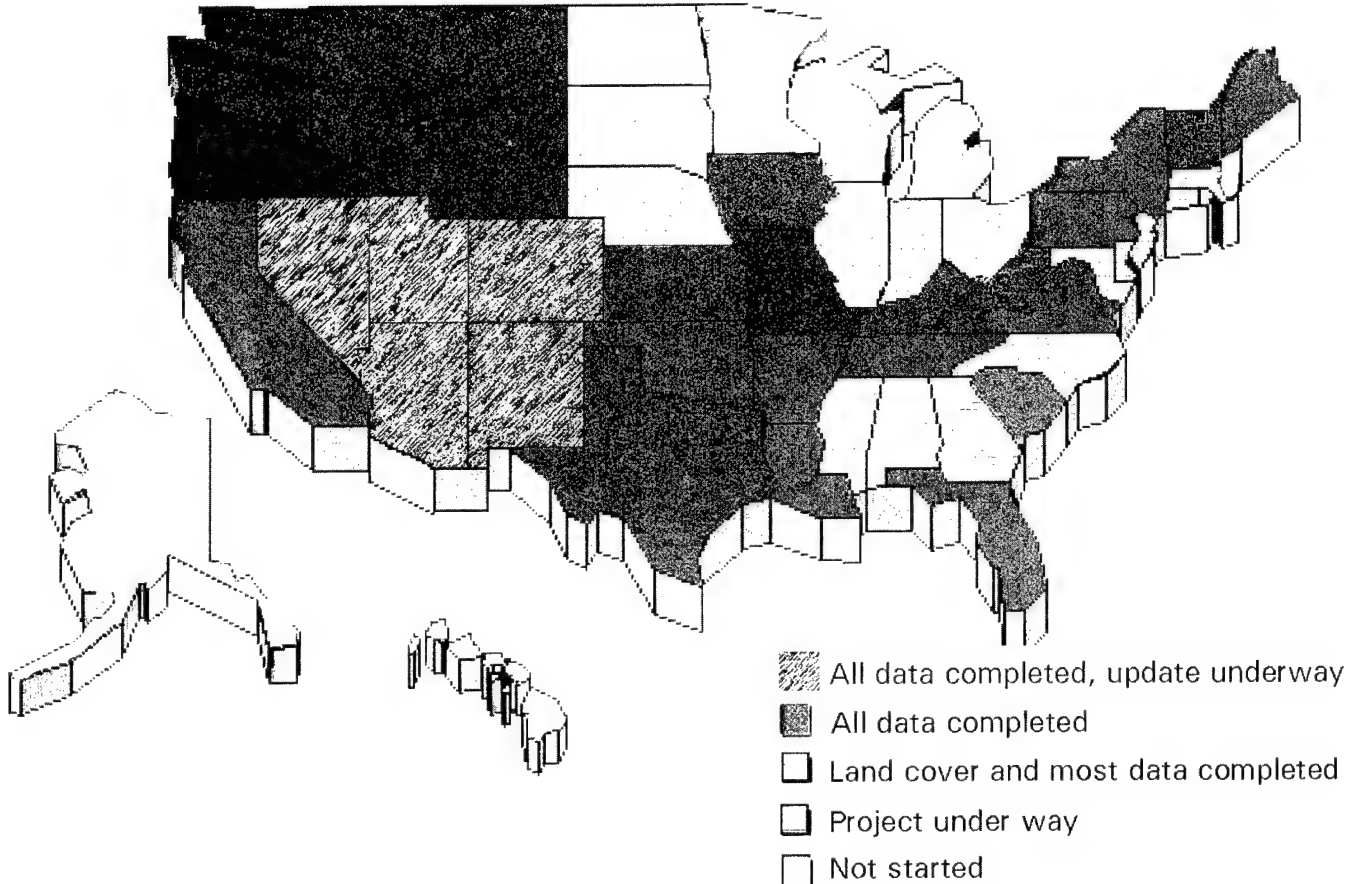 All data completed, update underway
All data completed
Land cover and most data completed
Project under way
Not started